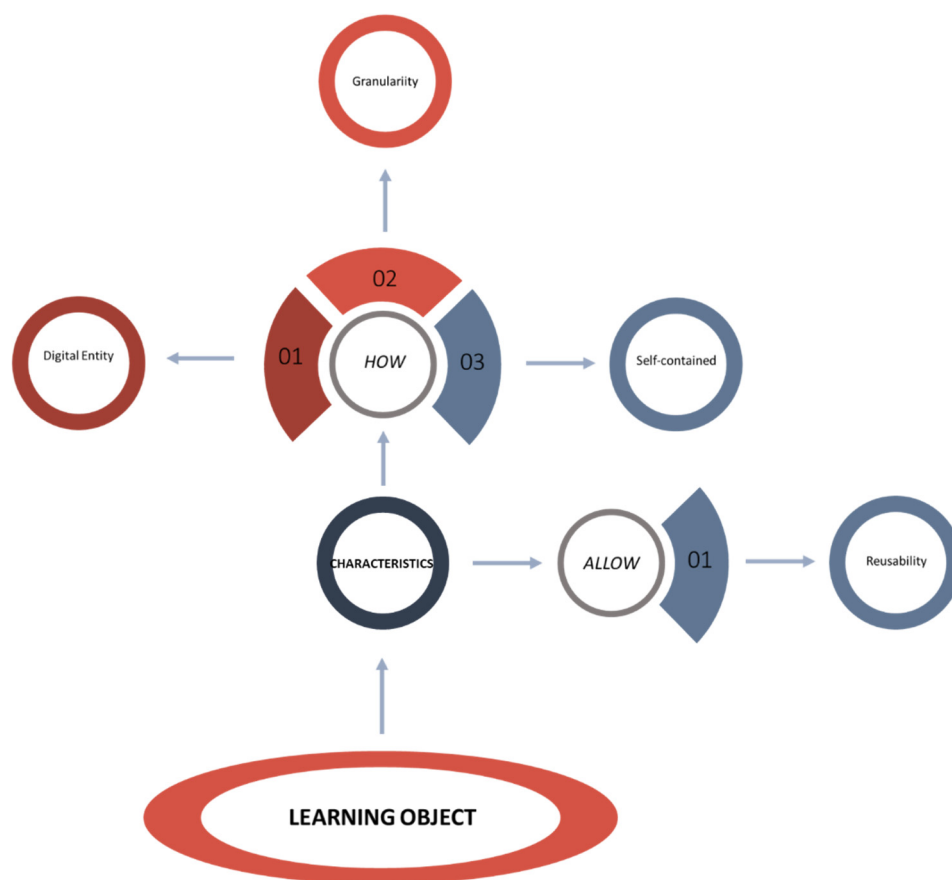 Granulariity
02
01
HOW
03
Digital Entity
Self-contained
CHARACTERISTICS
ALLOW
01
Reusability
LEARNING OBJECT